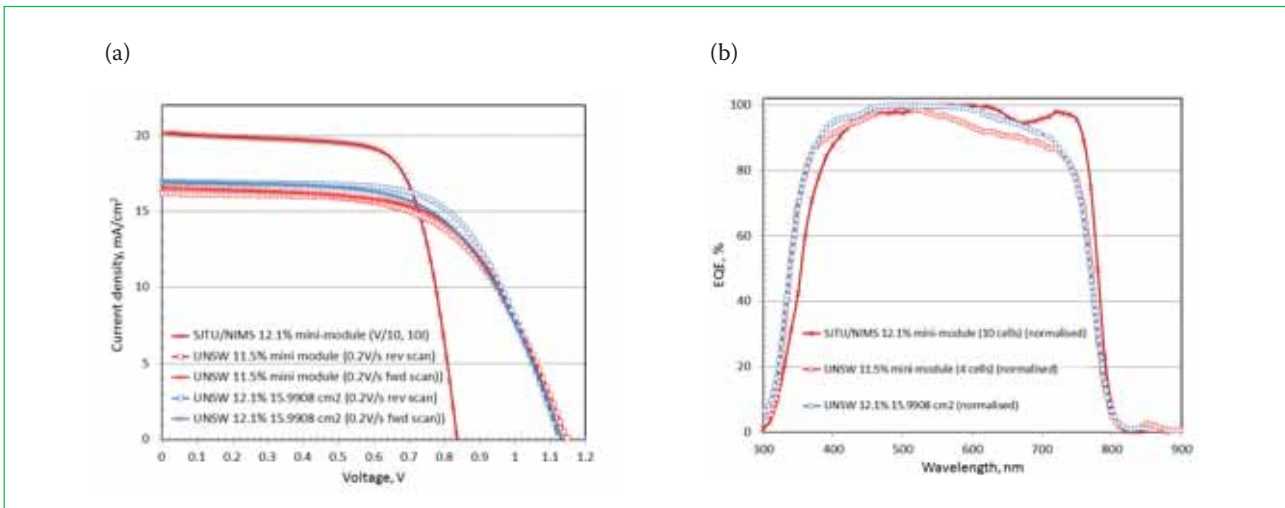 (a)
(b)
20
15
10
5
0
Current density, mA/cm²
SJTU/NIMS 12.1% mini-module (V/10, 10J)
UNSW 11.5% mini module (0.2V/s rev scan)
UNSW 11.5% mini module (0.2V/s fwd scan))
UNSW 12.1% 15.9908 cm2 (0.2V/s rev scan)
UNSW 12.1% 15.9908 cm2 (0.2V/s fwd scan))
0 0.1 0.2 0.3 0.4 0.5 0.6 0.7 0.8 0.9 1 1.1 1.2
Voltage, V
100
80
60
40
20
0
EQE, %
SJTU/NIMS 12.1% mini-module (10 cells) (normalised)
UNSW 11.5% mini-module (4 cells) (normalised)
UNSW 12.1% 15.9908 cm2 (normalised)
300 400 500 600 700 800 900
Wavelength, nm